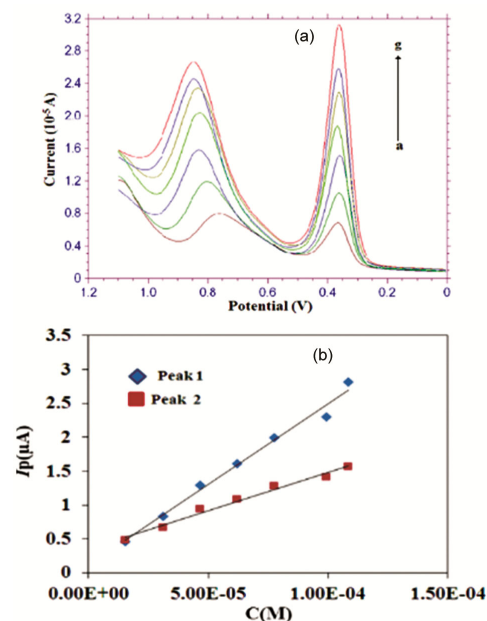 (a)
g
a
3.2
2.8
2.4
2.0
1.6
1.2
0.8
0.4
0
Current (10⁻⁵ A)
1.2 1.0 0.8 0.6 0.4 0.2 0
Potential (V)
(b)
Peak 1
Peak 2
3.5
3
2.5
2
1.5
1
0.5
0
Ip(μA)
0.00E+00 5.00E-05 1.00E-04 1.50E-04
C(M)